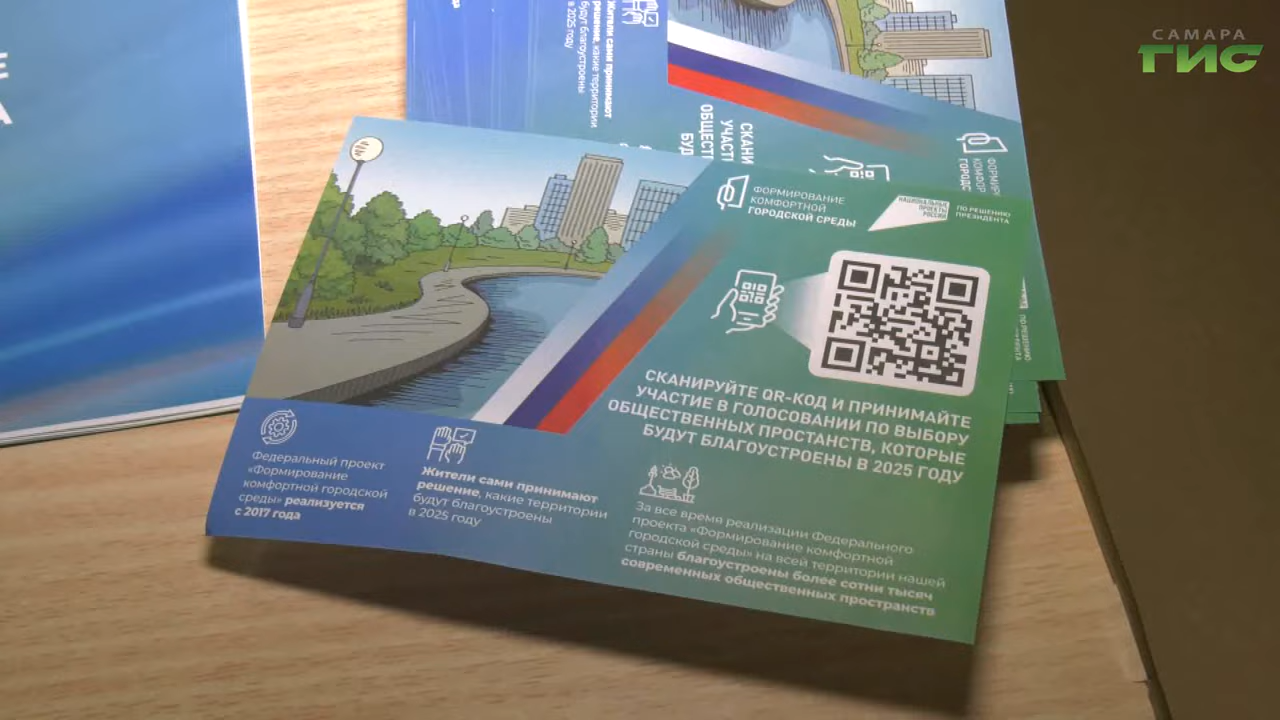 САМАРА
ГИС
Е
А
Жители сами принимают
решение, какие территории
будут благоустроены
в 2025 году
СКАНИ
УЧАСТ
ОБЩЕСТ
БУД
ФОРМИРОВАНИЕ
КОМФОРТНОЙ
ГОРОДСКОЙ СРЕДЫ
НАЦИОНАЛЬНЫЕ
ПРОЕКТЫ
РОССИИ
ПО РЕШЕНИЮ
ПРЕЗИДЕНТА
СКАНИРУЙТЕ QR-КОД И ПРИНИМАЙТЕ
УЧАСТИЕ В ГОЛОСОВАНИИ ПО ВЫБОРУ
ОБЩЕСТВЕННЫХ ПРОСТАНСТВ, КОТОРЫЕ
БУДУТ БЛАГОУСТРОЕНЫ В 2025 ГОДУ
Федеральный проект
«Формирование
комфортной городской
среды» реализуется
с 2017 года
Жители сами принимают
решение, какие территории
будут благоустроены
в 2025 году
За все время реализации Федерального
проекта «Формирование комфортной
городской среды» на всей территории нашей
страны благоустроены более сотни тысяч
современных общественных пространств